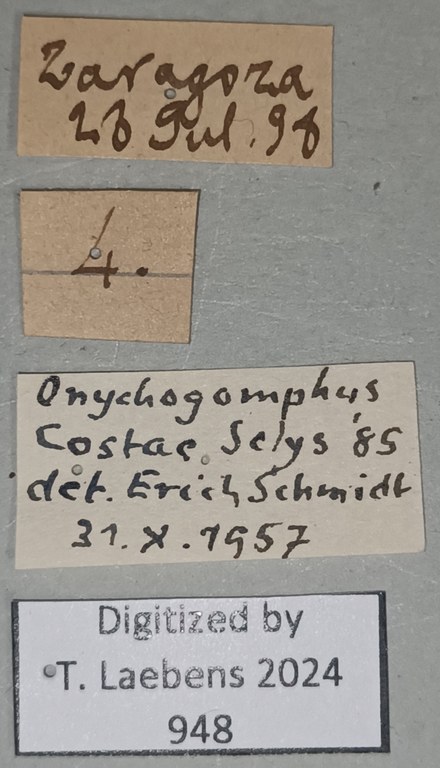 Zaragoza
28 Jul. 98
4.
Onychogomphus
Costae Selys '85
det. Erich Schmidt
31. X. 1957
Digitized by
T. Laebens 2024
948